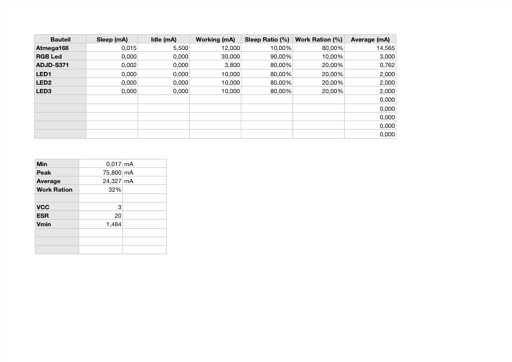 Bauteil Sleep (mA) Idle (mA) Working (mA) Sleep Ratio (%) Work Ration (%) Average (mA)
Atmega168 0,015 5,500 12,000 10,00% 80,00% 14,565
RGB Led 0,000 0,000 30,000 90,00% 10,00% 3,000
ADJD-S371 0,002 0,000 3,800 80,00% 20,00% 0,762
LED1 0,000 0,000 10,000 80,00% 20,00% 2,000
LED2 0,000 0,000 10,000 80,00% 20,00% 2,000
LED3 0,000 0,000 10,000 80,00% 20,00% 2,000
0,000
0,000
0,000
0,000
0,000
Min 0,017 mA
Peak 75,800 mA
Average 24,327 mA
Work Ration 32%
VCC 3
ESR 20
Vmin 1,484